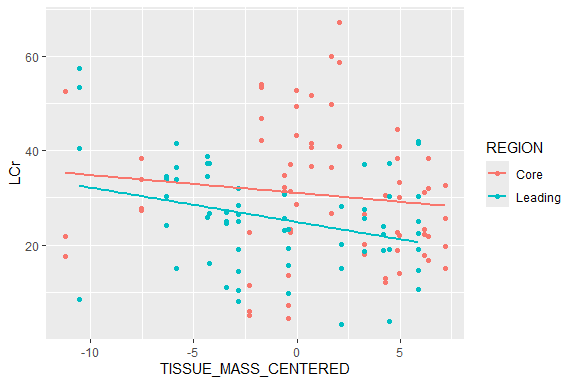 60
40
20
LCr
-10
-5
0
5
TISSUE_MASS_CENTERED
REGION
Core
Leading